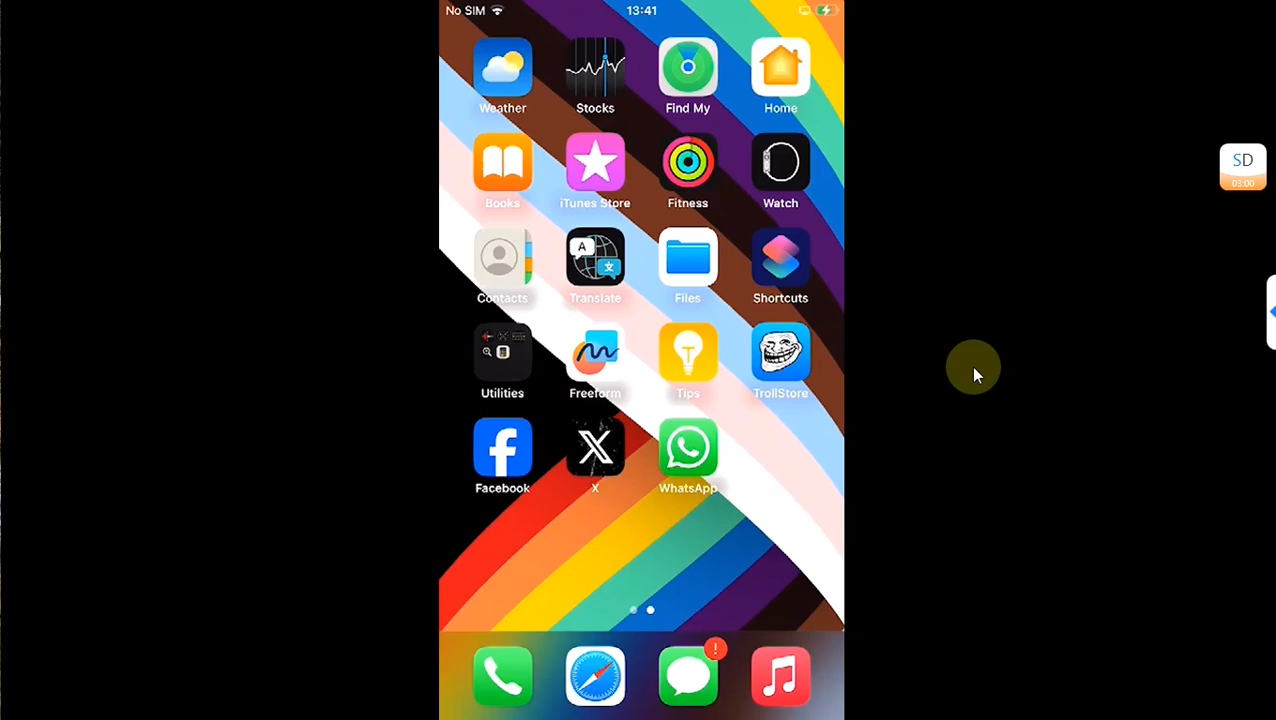 No SIM 13:41
Weather Stocks Find My Home
SD
03:00
Books iTunes Store Fitness Watch
A
文
Contacts Translate Files Shortcuts
T
Utilities Freeform Tips TrollStore
f X
Facebook X WhatsApp
!